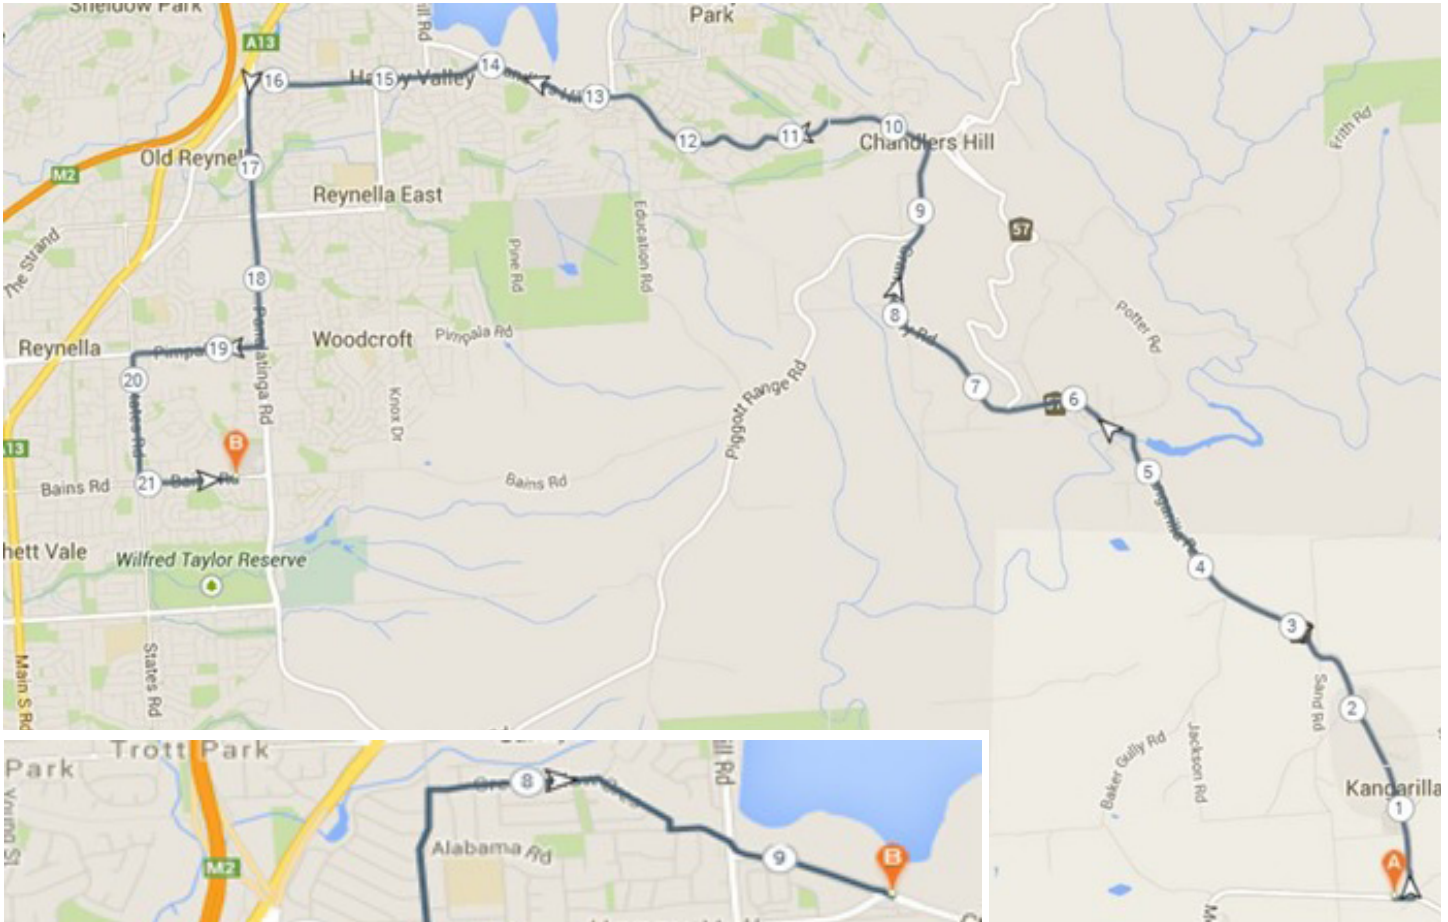 Sheidow Park
Park
A13
16
15
14
13
12
11
10
Chandlers Hill
Old Reynell
17
M2
Reynella East
The Strand
Pine Rd
Education Rd
9
57
Frith Rd
18
8
Potter Rd
Reynella
19
Woodcroft
Pimpala Rd
20
Knox Dr
Piggott Range Rd
7
6
B
13
5
21
Bains Rd
Bains Rd
4
hett Vale
Wilfred Taylor Reserve
3
Main S Rd
States Rd
Sand Rd
2
Baker Gully Rd
Jackson Rd
Kangarilla
1
A
Trott Park
Park
ill Rd
8
Alabama Rd
M2
9
B